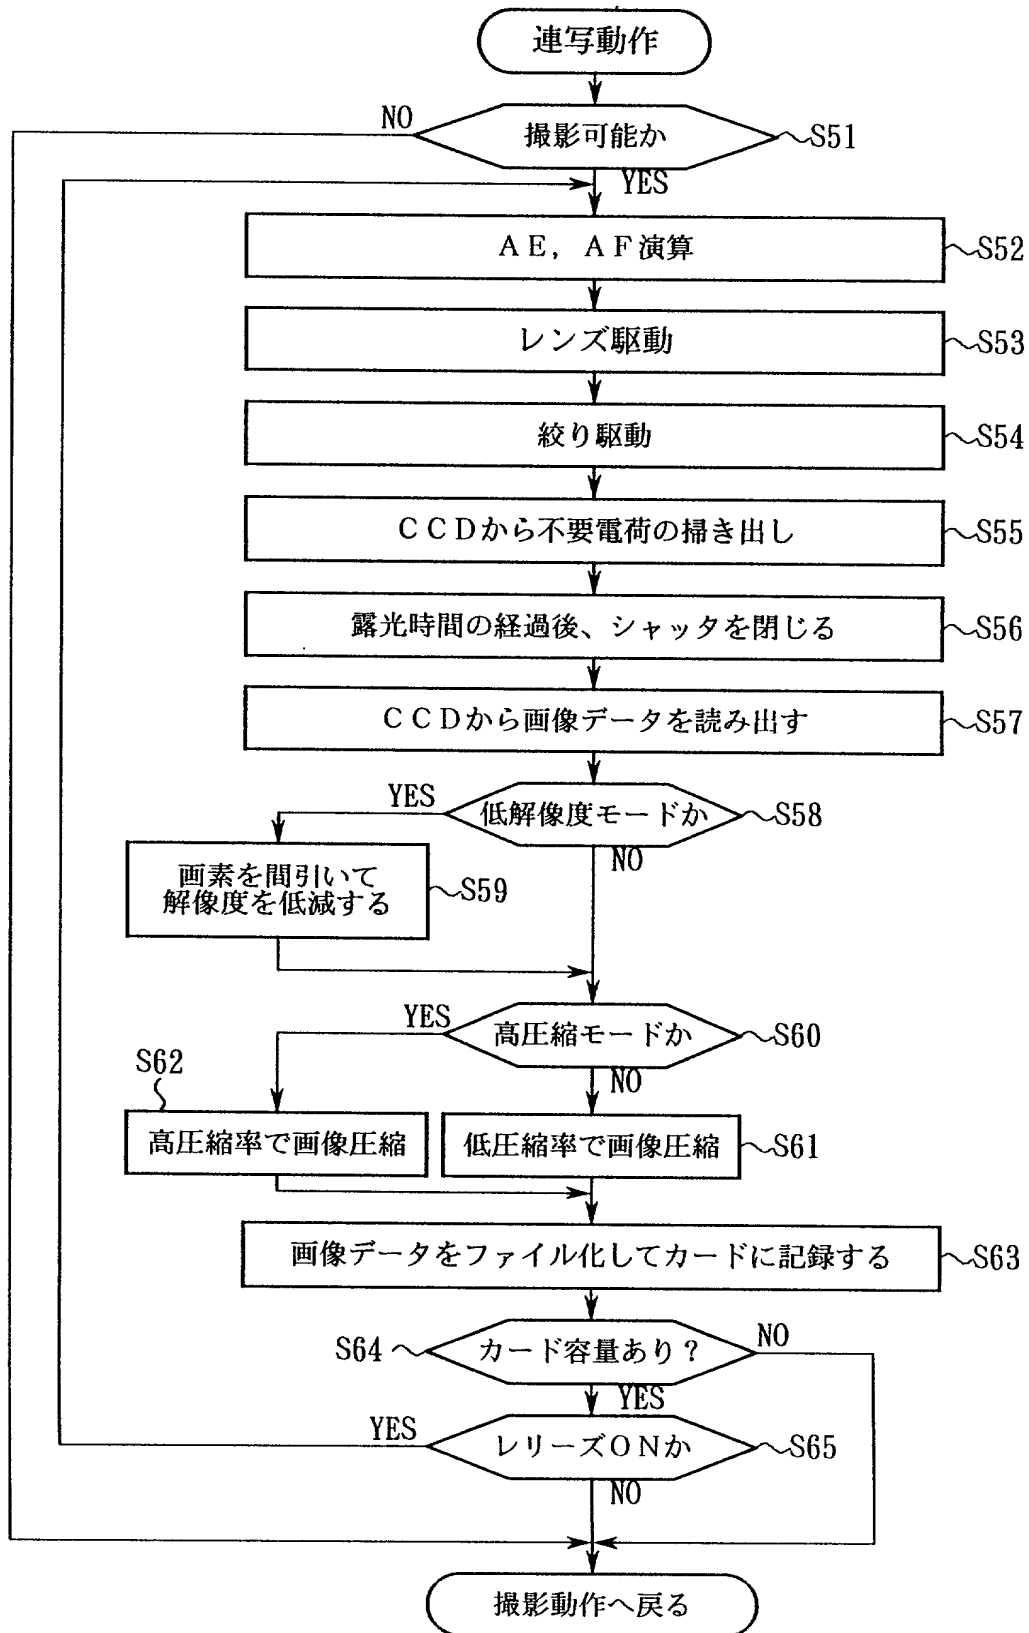 連写動作
NO
撮影可能か
S51
YES
ＡＥ，ＡＦ演算
S52
レンズ駆動
S53
絞り駆動
S54
ＣＣＤから不要電荷の掃き出し
S55
露光時間の経過後、シャッタを閉じる
S56
ＣＣＤから画像データを読み出す
S57
YES
低解像度モードか
S58
NO
画素を間引いて
解像度を低減する
S59
YES
高圧縮モードか
S60
S62
NO
高圧縮率で画像圧縮
低圧縮率で画像圧縮
S61
画像データをファイル化してカードに記録する
S63
S64
カード容量あり？
NO
YES
YES
レリーズＯＮか
S65
NO
撮影動作へ戻る